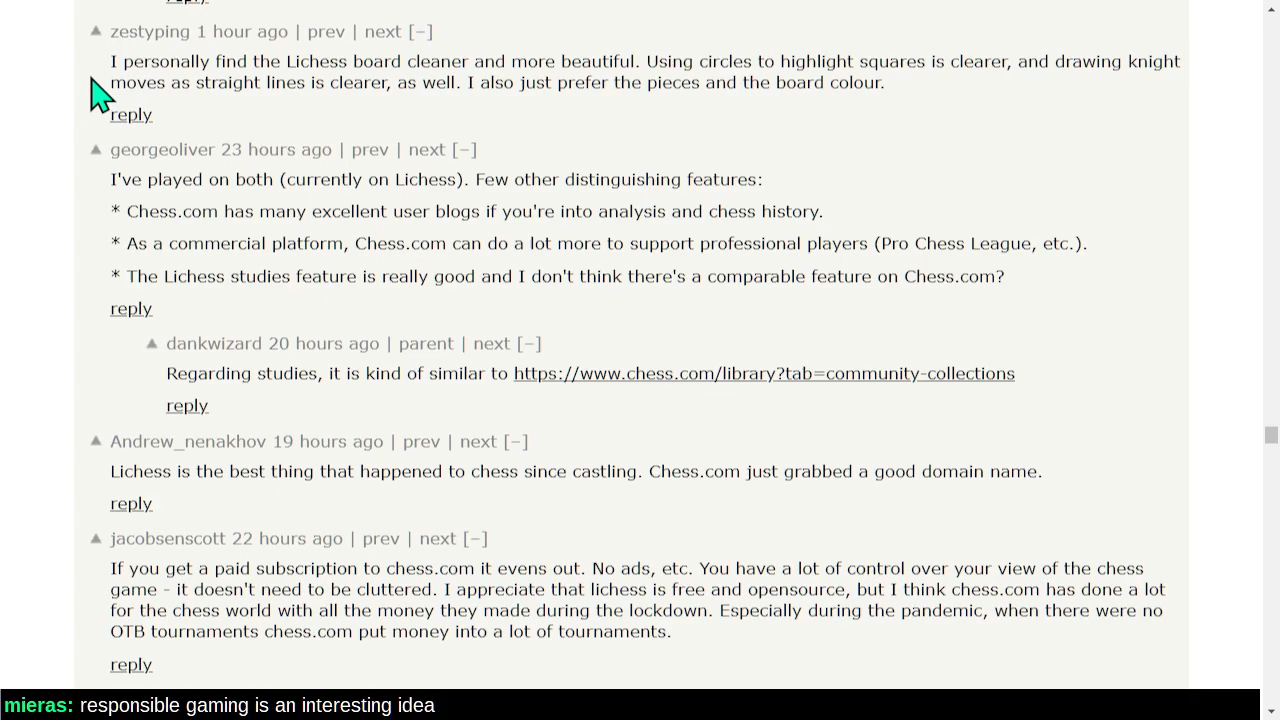 reply
zestyping 1 hour ago | prev | next [–]
I personally find the Lichess board cleaner and more beautiful. Using circles to highlight squares is clearer, and drawing knight
moves as straight lines is clearer, as well. I also just prefer the pieces and the board colour.
reply
georgeoliver 23 hours ago | prev | next [–]
I've played on both (currently on Lichess). Few other distinguishing features:
* Chess.com has many excellent user blogs if you're into analysis and chess history.
* As a commercial platform, Chess.com can do a lot more to support professional players (Pro Chess League, etc.).
* The Lichess studies feature is really good and I don't think there's a comparable feature on Chess.com?
reply
dankwizard 20 hours ago | parent | next [–]
Regarding studies, it is kind of similar to https://www.chess.com/library?tab=community-collections
reply
Andrew_nenakhov 19 hours ago | prev | next [–]
Lichess is the best thing that happened to chess since castling. Chess.com just grabbed a good domain name.
reply
jacobsenscott 22 hours ago | prev | next [–]
If you get a paid subscription to chess.com it evens out. No ads, etc. You have a lot of control over your view of the chess
game - it doesn't need to be cluttered. I appreciate that lichess is free and opensource, but I think chess.com has done a lot
for the chess world with all the money they made during the lockdown. Especially during the pandemic, when there were no
OTB tournaments chess.com put money into a lot of tournaments.
reply
mieras: responsible gaming is an interesting idea